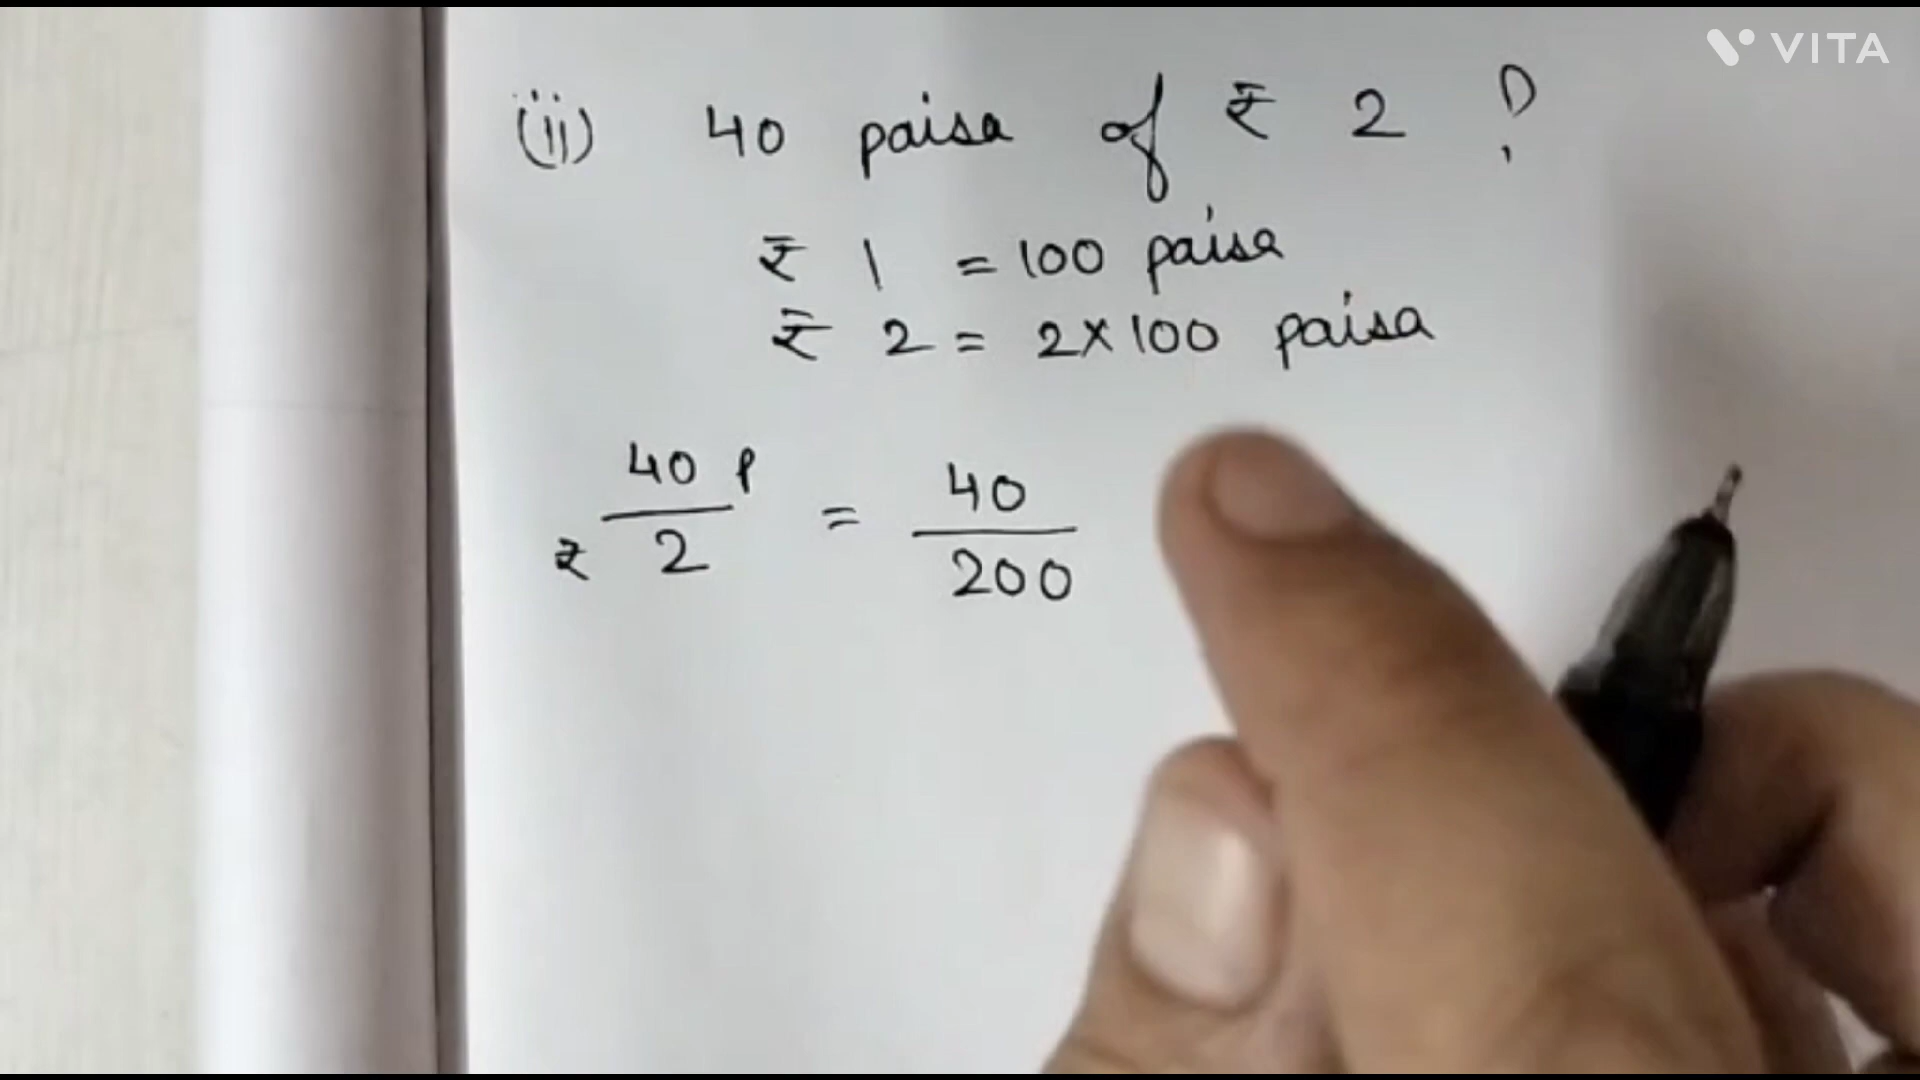 VITA
(ii) 40 paisa of ₹ 2 ?
₹ 1 = 100 paisa
₹ 2 = 2×100 paisa
40 P / ₹ 2 = 40 / 200